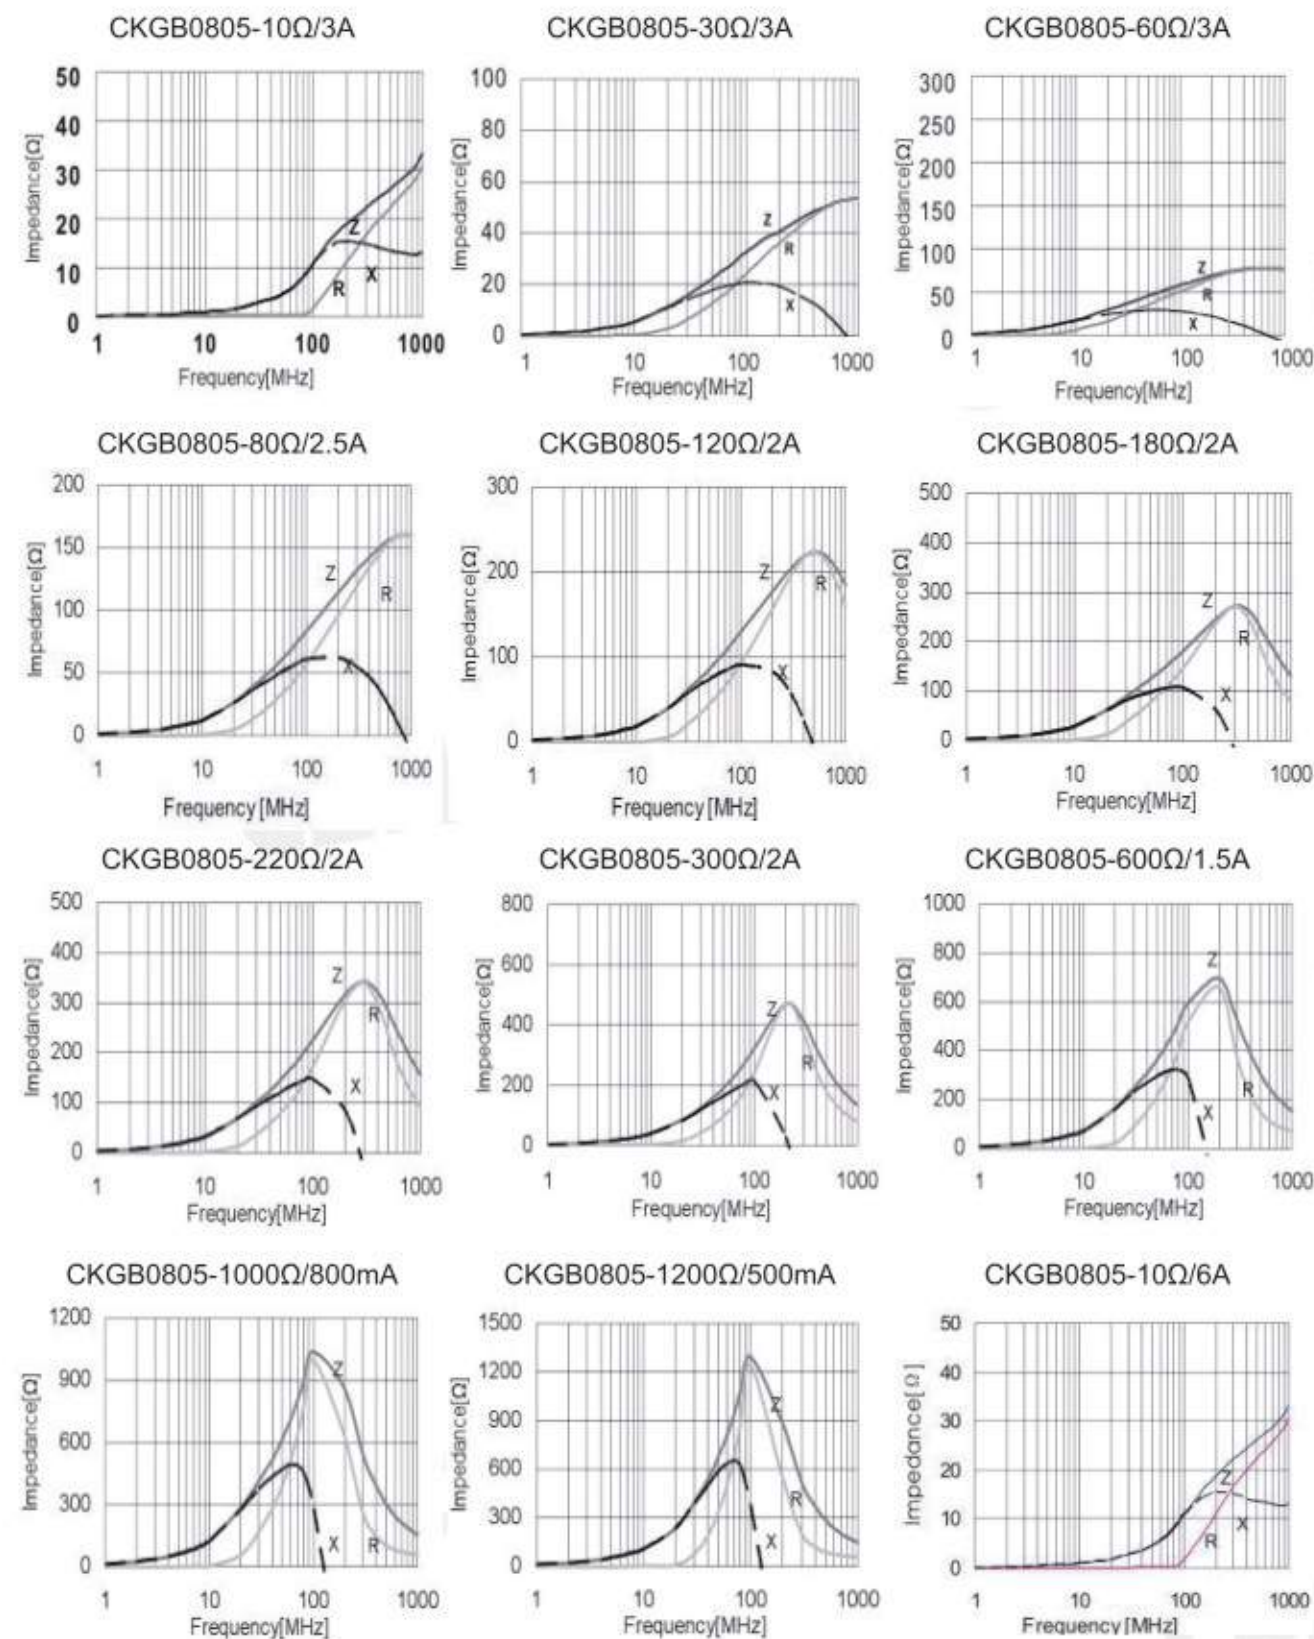 CKGB0805-10Ω/3A
CKGB0805-30Ω/3A
CKGB0805-60Ω/3A
Impedance[Ω]
50
40
30
20
10
0
Z
R
X
1 10 100 1000
Frequency[MHz]
Impedance[Ω]
100
80
60
40
20
0
Z
R
X
1 10 100 1000
Frequency[MHz]
Impedance[Ω]
300
250
200
150
100
50
0
Z
R
X
1 10 100 1000
Frequency[MHz]
CKGB0805-80Ω/2.5A
CKGB0805-120Ω/2A
CKGB0805-180Ω/2A
Impedance[Ω]
200
150
100
50
0
Z
R
X
1 10 100 1000
Frequency[MHz]
Impedance[Ω]
300
200
100
0
Z
R
X
1 10 100 1000
Frequency[MHz]
Impedance[Ω]
500
400
300
200
100
0
Z
R
X
1 10 100 1000
Frequency[MHz]
CKGB0805-220Ω/2A
CKGB0805-300Ω/2A
CKGB0805-600Ω/1.5A
Impedance[Ω]
500
400
300
200
100
0
Z
R
X
1 10 100 1000
Frequency[MHz]
Impedance[Ω]
800
600
400
200
0
Z
R
X
1 10 100 1000
Frequency[MHz]
Impedance[Ω]
1000
800
600
400
200
0
Z
R
X
1 10 100 1000
Frequency[MHz]
CKGB0805-1000Ω/800mA
CKGB0805-1200Ω/500mA
CKGB0805-10Ω/6A
Impedance[Ω]
1200
900
600
300
0
Z
X
R
1 10 100 1000
Frequency[MHz]
Impedance[Ω]
1500
1200
900
600
300
0
Z
R
X
1 10 100 1000
Frequency[MHz]
Impedance[Ω]
50
40
30
20
10
0
Z
X
R
1 10 100 1000
Frequency[MHz]